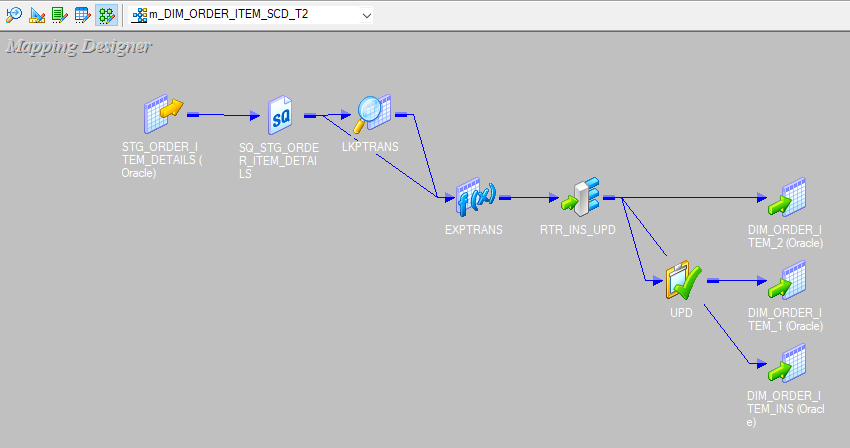 m_DIM_ORDER_ITEM_SCD_T2
Mapping Designer
STG_ORDER_I
TEM_DETAILS (
Oracle)
SQ
SQ_STG_ORDE
R_ITEM_DETAI
LS
LKPTRANS
f(x)
EXPTRANS
RTR_INS_UPD
DIM_ORDER_I
TEM_2 (Oracle)
UPD
DIM_ORDER_I
TEM_1 (Oracle)
DIM_ORDER_I
TEM_INS (Oracl
e)